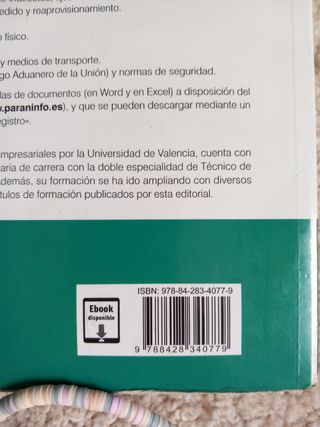 edido y reaprovisionamiento.
o físico.
y medios de transporte.
go Aduanero de la Unión) y normas de seguridad.
las de documentos (en Word y en Excel) a disposición del
w.paraninfo.es), y que se pueden descargar mediante un
egistro».
mpresariales por la Universidad de Valencia, cuenta con
aria de carrera con la doble especialidad de Técnico de
demás, su formación se ha ido ampliando con diversos
tulos de formación publicados por esta editorial.
ISBN: 978-84-283-4077-9
Ebook
disponible
9 788428 340779